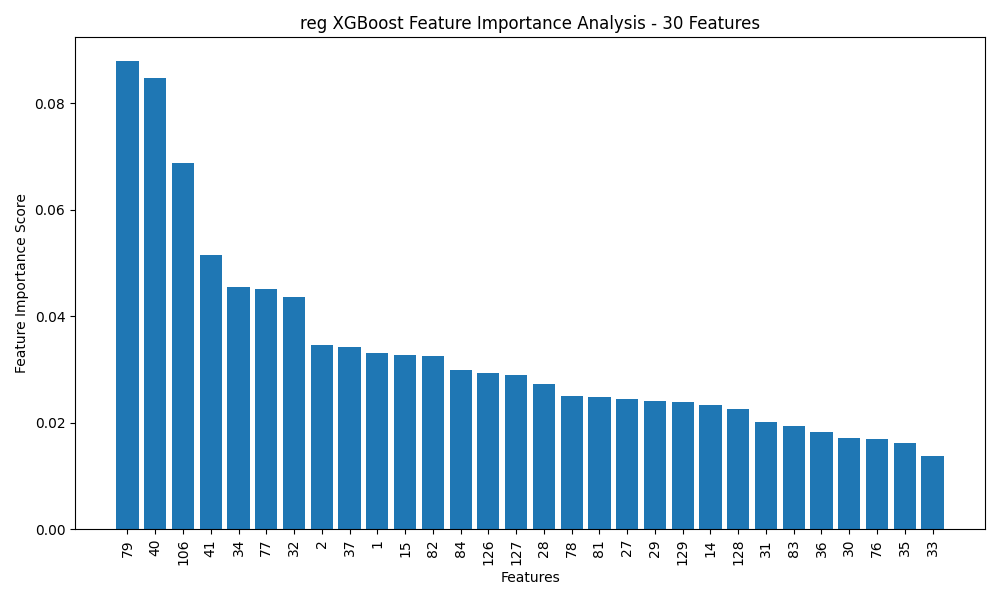 reg XGBoost Feature Importance Analysis - 30 Features
Feature Importance Score
0.08
0.06
0.04
0.02
0.00
79 40 106 41 34 77 32 2 37 1 15 82 84 126 127 28 78 81 27 29 129 14 128 31 83 36 30 76 35 33
Features